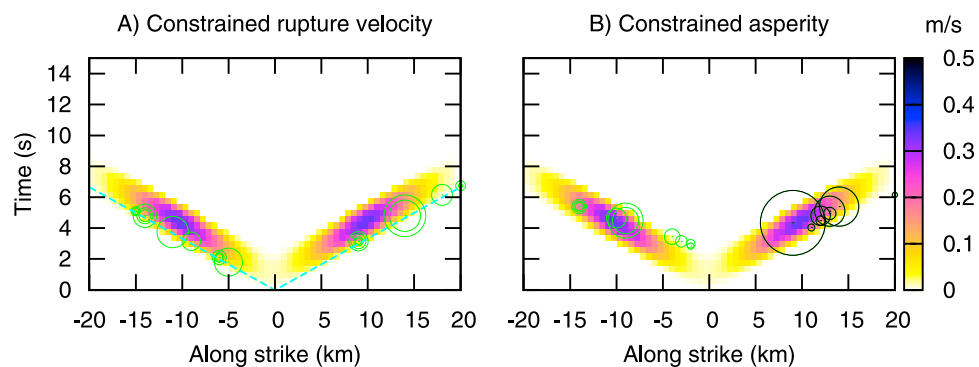 A) Constrained rupture velocity
B) Constrained asperity
m/s
Time (s)
14
12
10
8
6
4
2
0
-20 -15 -10 -5 0 5 10 15 20
Along strike (km)
-20 -15 -10 -5 0 5 10 15 20
Along strike (km)
0.5
0.4
0.3
0.2
0.1
0